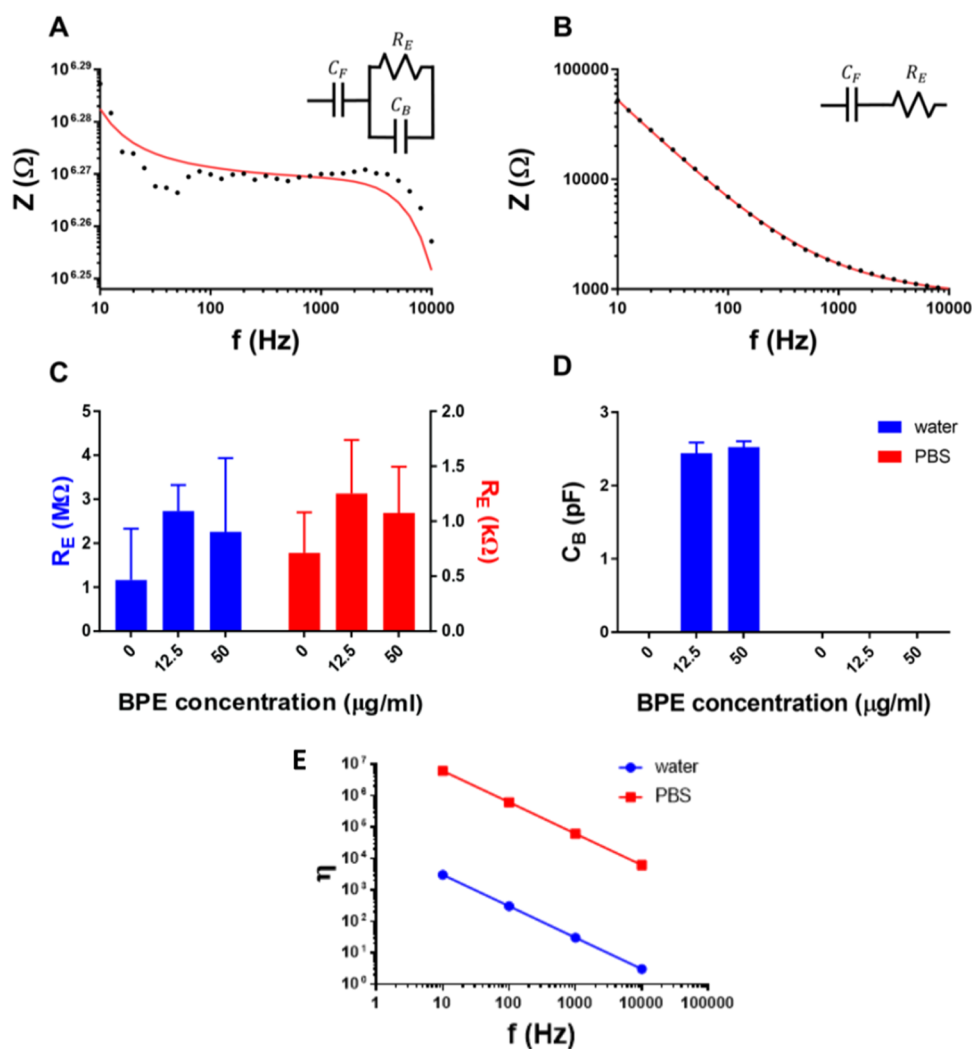 A
10^6.29
10^6.28
10^6.27
10^6.26
10^6.25
Z (Ω)
10 100 1000 10000
f (Hz)
C_F
R_E
C_B
B
100000
10000
1000
Z (Ω)
10 100 1000 10000
f (Hz)
C_F R_E
C
5
4
3
2
1
0
R_E (MΩ)
2.0
1.5
1.0
0.5
0.0
R_E (kΩ)
0 12.5 50 0 12.5 50
BPE concentration (μg/ml)
D
3
2
1
0
C_B (pF)
water
PBS
0 12.5 50 0 12.5 50
BPE concentration (μg/ml)
E
10^7
10^6
10^5
10^4
10^3
10^2
10^1
10^0
η
water
PBS
1 10 100 1000 10000 100000
f (Hz)